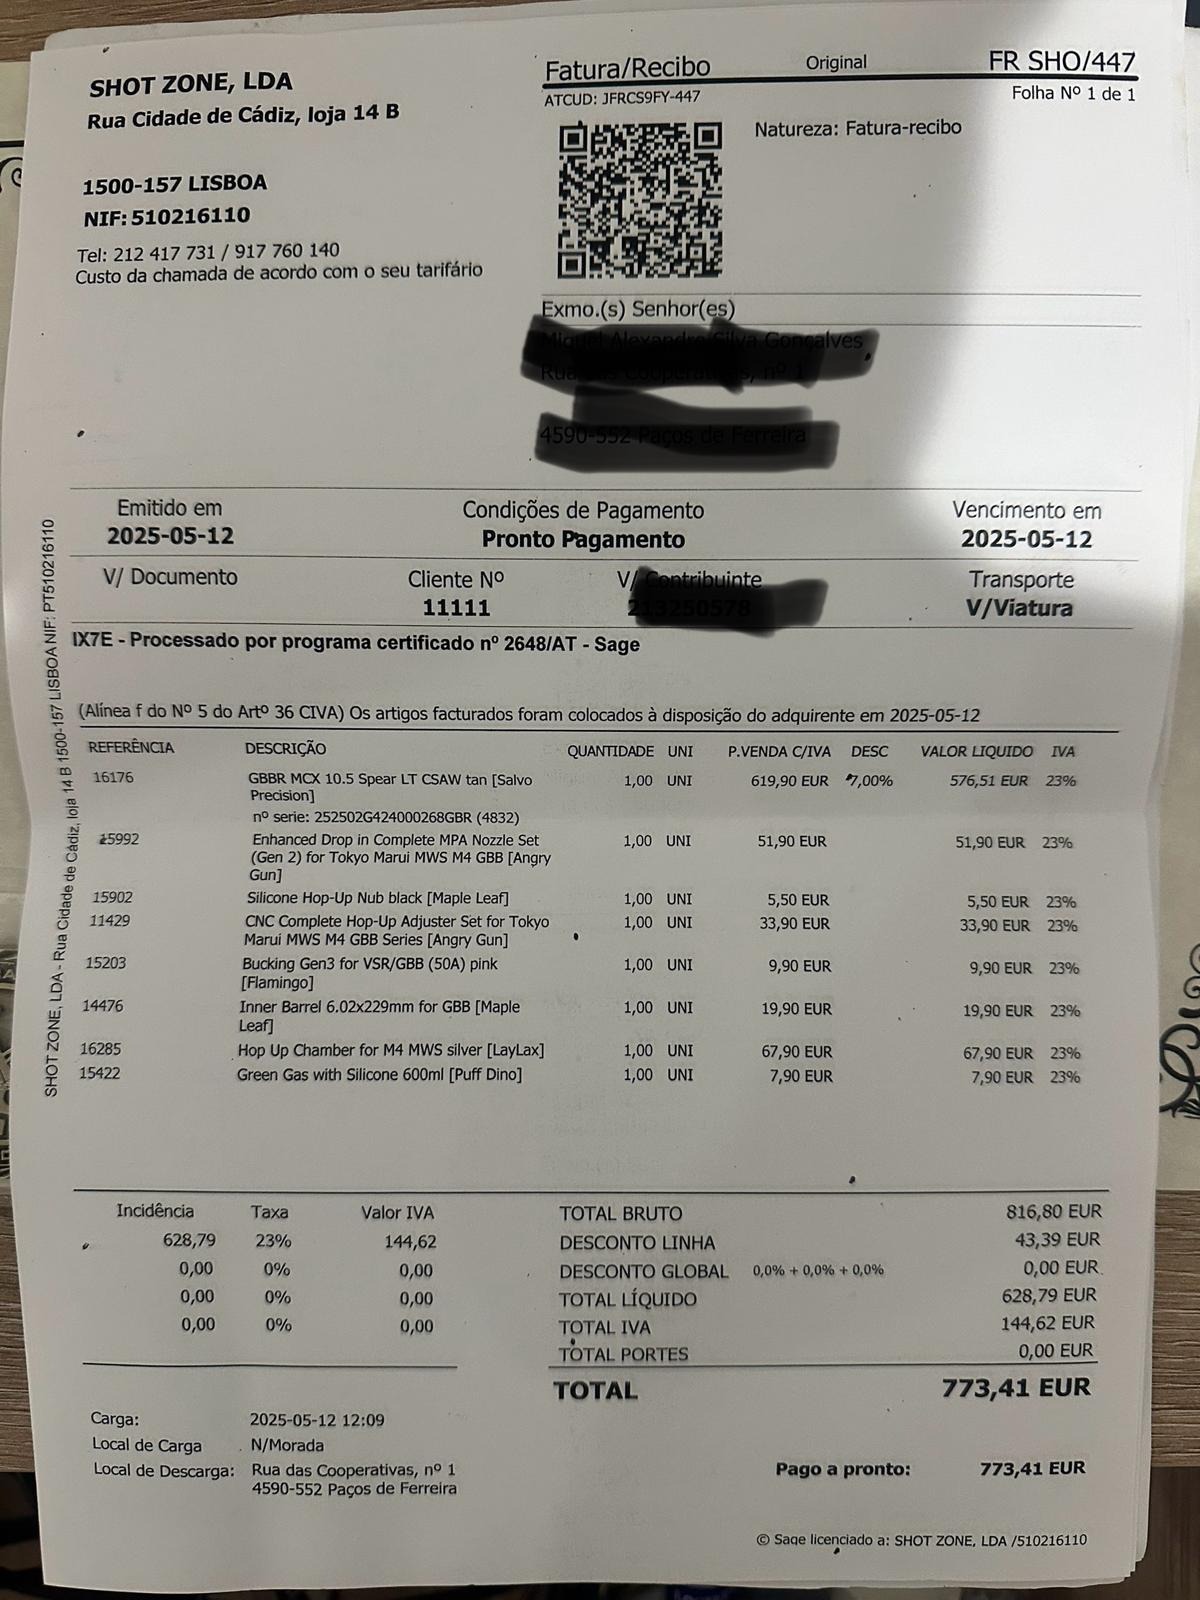 SHOT ZONE, LDA
Rua Cidade de Cádiz, loja 14 B
1500-157 LISBOA
NIF: 510216110
Tel: 212 417 731 / 917 760 140
Custo da chamada de acordo com o seu tarifário
Fatura/Recibo Original FR SHO/447
ATCUD: JFRCS9FY-447 Folha Nº 1 de 1
Natureza: Fatura-recibo
Exmo.(s) Senhor(es)
Emitido em Condições de Pagamento Vencimento em
2025-05-12 Pronto Pagamento 2025-05-12
V/ Documento Cliente Nº V/ Contribuinte Transporte
11111 V/Viatura
IX7E - Processado por programa certificado nº 2648/AT - Sage
SHOT ZONE, LDA - Rua Cidade de Cádiz, loja 14 B 1500-157 LISBOA NIF: PT510216110
(Alínea f do Nº 5 do Artº 36 CIVA) Os artigos facturados foram colocados à disposição do adquirente em 2025-05-12
REFERÊNCIA DESCRIÇÃO QUANTIDADE UNI P.VENDA C/IVA DESC VALOR LIQUIDO IVA
16176 GBBR MCX 10.5 Spear LT CSAW tan [Salvo 1,00 UNI 619,90 EUR 7,00% 576,51 EUR 23%
Precision]
nº serie: 252502G424000268GBR (4832)
15992 Enhanced Drop in Complete MPA Nozzle Set 1,00 UNI 51,90 EUR 51,90 EUR 23%
(Gen 2) for Tokyo Marui MWS M4 GBB [Angry
Gun]
15902 Silicone Hop-Up Nub black [Maple Leaf] 1,00 UNI 5,50 EUR 5,50 EUR 23%
11429 CNC Complete Hop-Up Adjuster Set for Tokyo 1,00 UNI 33,90 EUR 33,90 EUR 23%
Marui MWS M4 GBB Series [Angry Gun]
15203 Bucking Gen3 for VSR/GBB (50A) pink 1,00 UNI 9,90 EUR 9,90 EUR 23%
[Flamingo]
14476 Inner Barrel 6.02x229mm for GBB [Maple 1,00 UNI 19,90 EUR 19,90 EUR 23%
Leaf]
16285 Hop Up Chamber for M4 MWS silver [LayLax] 1,00 UNI 67,90 EUR 67,90 EUR 23%
15422 Green Gas with Silicone 600ml [Puff Dino] 1,00 UNI 7,90 EUR 7,90 EUR 23%
Incidência Taxa Valor IVA
628,79 23% 144,62
0,00 0% 0,00
0,00 0% 0,00
0,00 0% 0,00
TOTAL BRUTO 816,80 EUR
DESCONTO LINHA 43,39 EUR
DESCONTO GLOBAL 0,0% + 0,0% + 0,0% 0,00 EUR
TOTAL LÍQUIDO 628,79 EUR
TOTAL IVA 144,62 EUR
TOTAL PORTES 0,00 EUR
TOTAL 773,41 EUR
Carga: 2025-05-12 12:09
Local de Carga N/Morada
Local de Descarga: Rua das Cooperativas, nº 1
4590-552 Paços de Ferreira
Pago a pronto: 773,41 EUR
© Sage licenciado a: SHOT ZONE, LDA /510216110